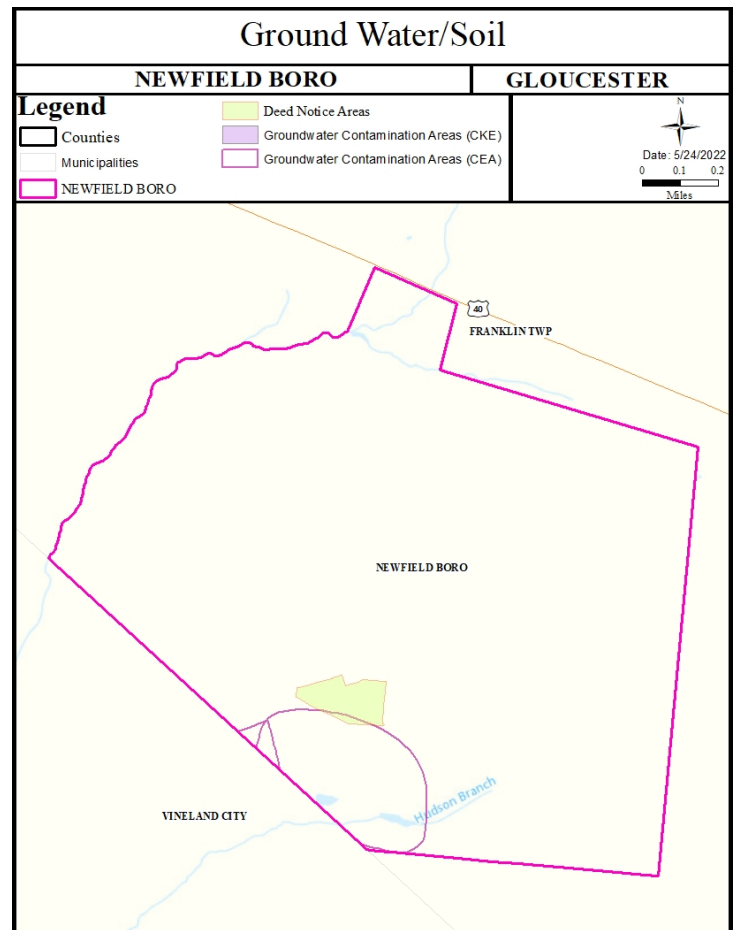 Ground Water/Soil
NEWFIELD BORO
GLOUCESTER
Legend
Counties
Municipalities
NEWFIELD BORO
Deed Notice Areas
Groundwater Contamination Areas (CKE)
Groundwater Contamination Areas (CEA)
N
Date: 5/24/2022
0 0.1 0.2
Miles
40
FRANKLIN TWP
NEWFIELD BORO
Hudson Branch
VINELAND CITY